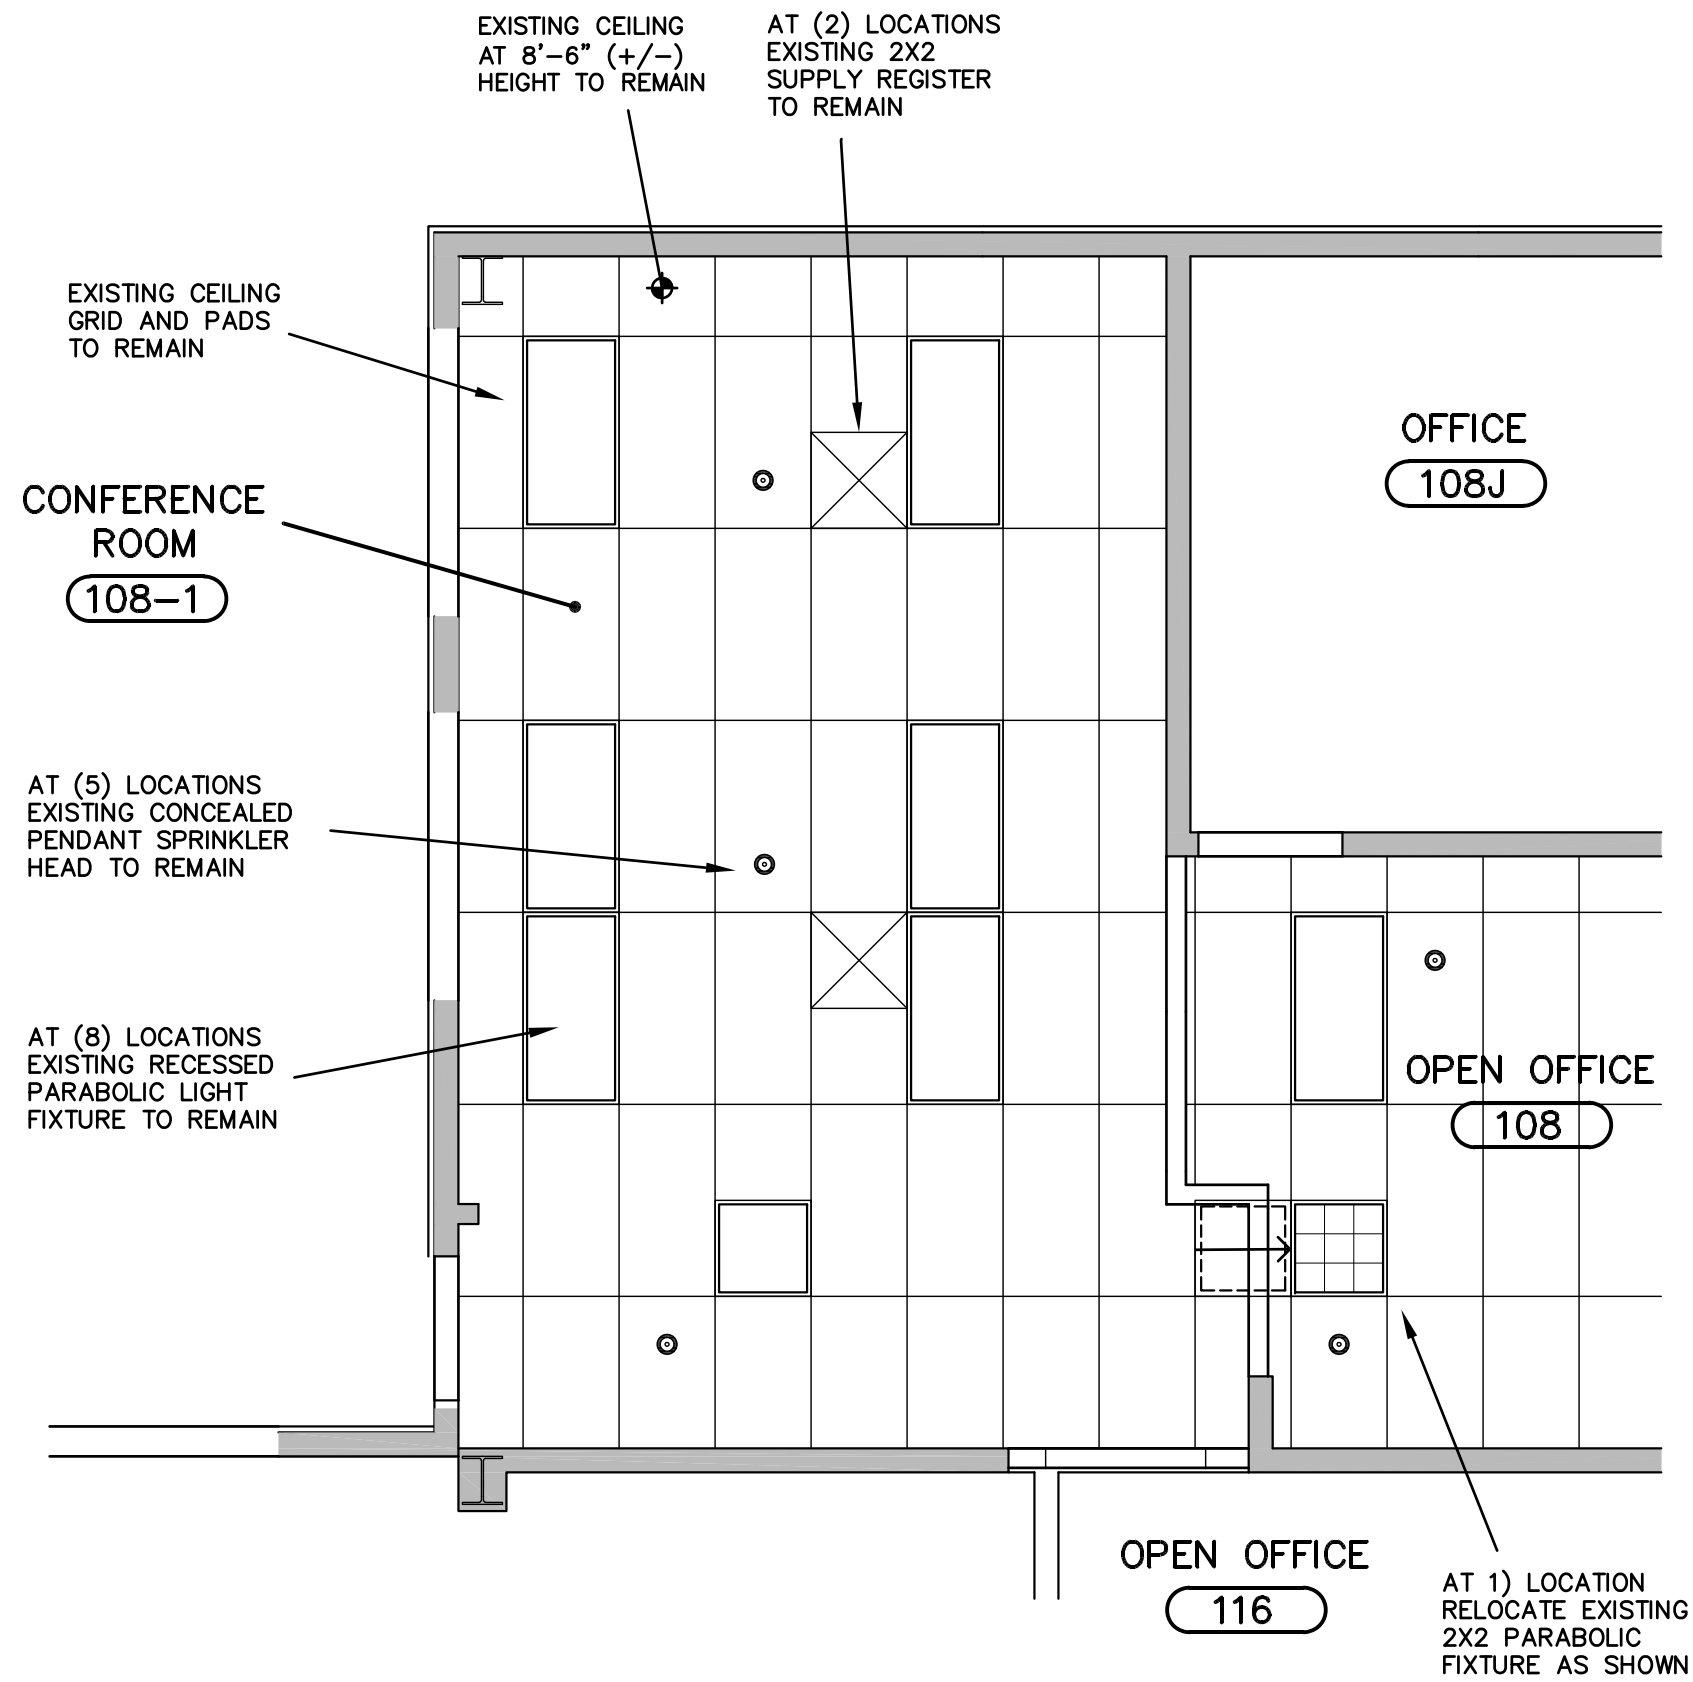 EXISTING CEILING
AT 8'-6" (+/-)
HEIGHT TO REMAIN
AT (2) LOCATIONS
EXISTING 2X2
SUPPLY REGISTER
TO REMAIN
EXISTING CEILING
GRID AND PADS
TO REMAIN
OFFICE
108J
CONFERENCE
ROOM
108-1
AT (5) LOCATIONS
EXISTING CONCEALED
PENDANT SPRINKLER
HEAD TO REMAIN
AT (8) LOCATIONS
EXISTING RECESSED
PARABOLIC LIGHT
FIXTURE TO REMAIN
OPEN OFFICE
108
OPEN OFFICE
116
AT 1) LOCATION
RELOCATE EXISTING
2X2 PARABOLIC
FIXTURE AS SHOWN